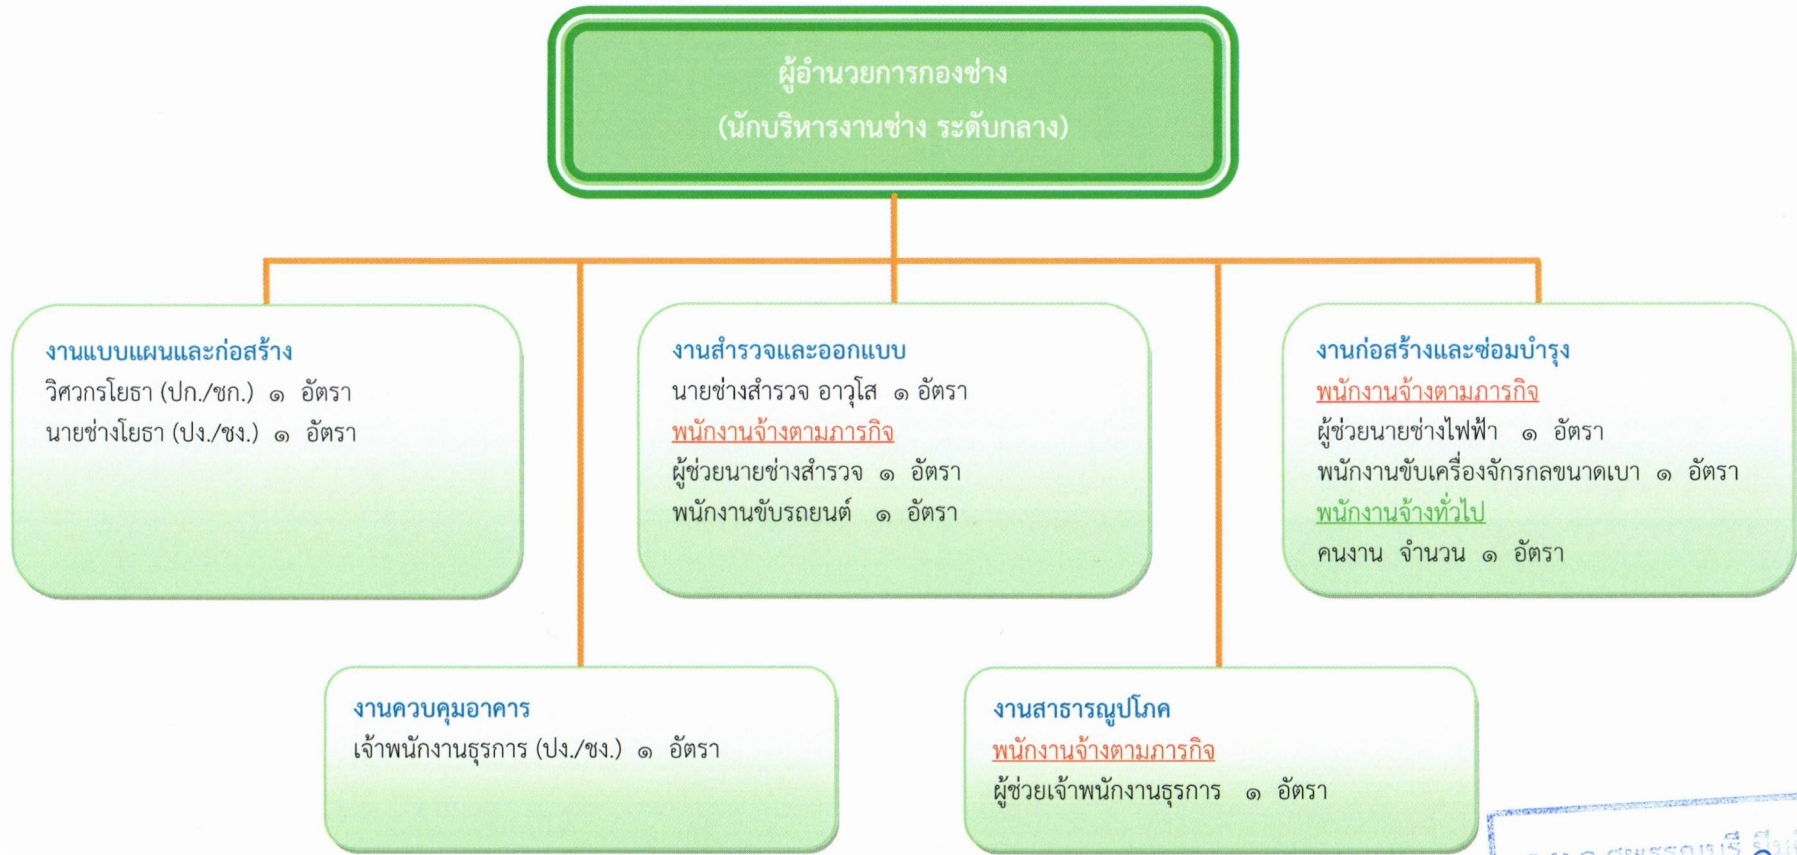 ผู้อำนวยการกองช่าง
(นักบริหารงานช่าง ระดับกลาง)
งานแบบแผนและก่อสร้าง
วิศวกรโยธา (ปก./ชก.) ๑ อัตรา
นายช่างโยธา (ปง./ชง.) ๑ อัตรา
งานสำรวจและออกแบบ
นายช่างสำรวจ อาวุโส ๑ อัตรา
พนักงานจ้างตามภารกิจ
ผู้ช่วยนายช่างสำรวจ ๑ อัตรา
พนักงานขับรถยนต์ ๑ อัตรา
งานก่อสร้างและซ่อมบำรุง
พนักงานจ้างตามภารกิจ
ผู้ช่วยนายช่างไฟฟ้า ๑ อัตรา
พนักงานขับเครื่องจักรกลขนาดเบา ๑ อัตรา
พนักงานจ้างทั่วไป
คนงาน จำนวน ๑ อัตรา
งานควบคุมอาคาร
เจ้าพนักงานธุรการ (ปง./ชง.) ๑ อัตรา
งานสาธารณูปโภค
พนักงานจ้างตามภารกิจ
ผู้ช่วยเจ้าพนักงานธุรการ ๑ อัตรา
สุพรรณบุรี